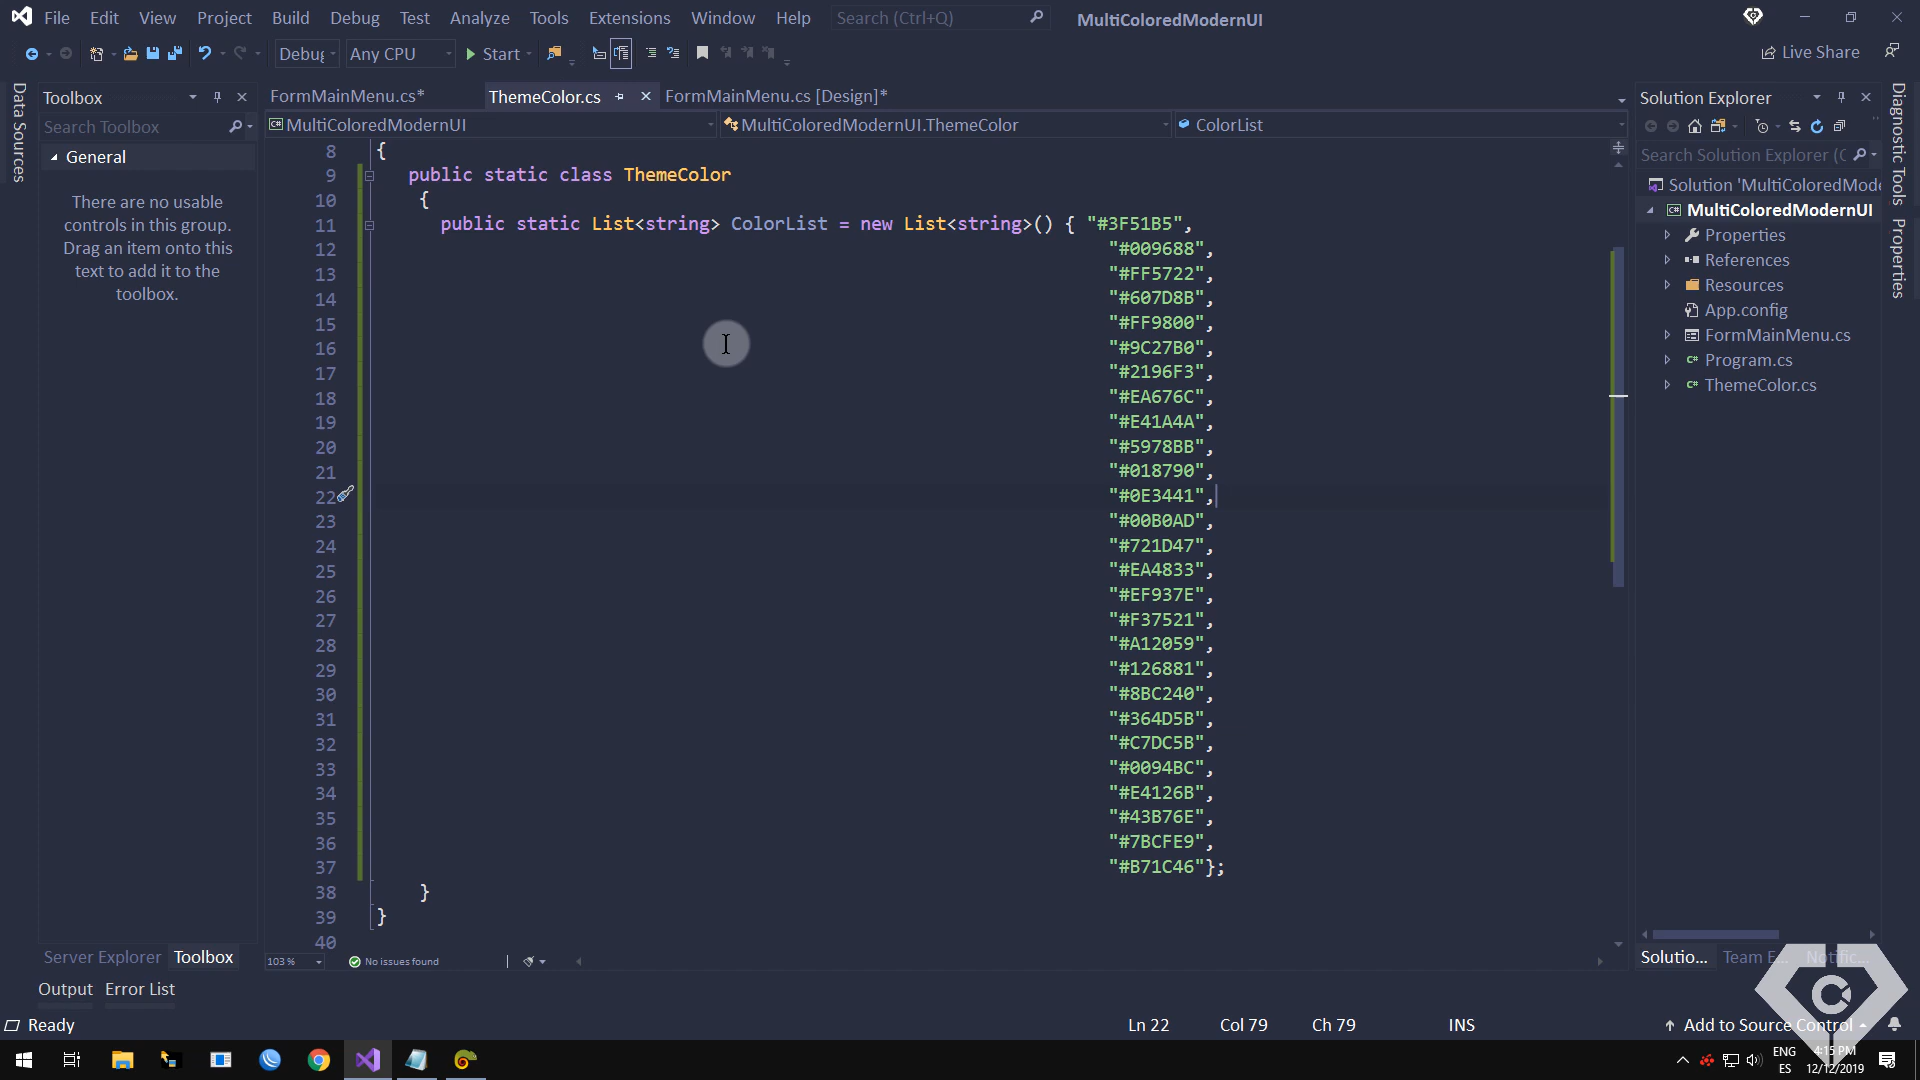 File Edit View Project Build Debug Test Analyze Tools Extensions Window Help Search (Ctrl+Q) MultiColoredModernUI
Debug Any CPU Start Live Share
Data Sources
Toolbox
Search Toolbox
General
There are no usable
controls in this group.
Drag an item onto this
text to add it to the
toolbox.
Server Explorer Toolbox
FormMainMenu.cs* ThemeColor.cs FormMainMenu.cs [Design]*
MultiColoredModernUI MultiColoredModernUI.ThemeColor ColorList
8 {
9 public static class ThemeColor
10 {
11 public static List<string> ColorList = new List<string>() { "#3F51B5",
12 "#009688",
13 "#FF5722",
14 "#607D8B",
15 "#FF9800",
16 "#9C27B0",
17 "#2196F3",
18 "#EA676C",
19 "#E41A4A",
20 "#5978BB",
21 "#018790",
22 "#0E3441",
23 "#00B0AD",
24 "#721D47",
25 "#EA4833",
26 "#EF937E",
27 "#F37521",
28 "#A12059",
29 "#126881",
30 "#8BC240",
31 "#364D5B",
32 "#C7DC5B",
33 "#0094BC",
34 "#E4126B",
35 "#43B76E",
36 "#7BCFE9",
37 "#B71C46"};
38 }
39 }
40
103 % No issues found
Solution Explorer
Search Solution Explorer (C
Solution 'MultiColoredMode
MultiColoredModernUI
Properties
References
Resources
App.config
FormMainMenu.cs
Program.cs
ThemeColor.cs
Solutio... Team E... Notific...
Diagnostic Tools
Properties
Output Error List
Ready Ln 22 Col 79 Ch 79 INS Add to Source Control
ENG
ES
4:15 PM
12/12/2019